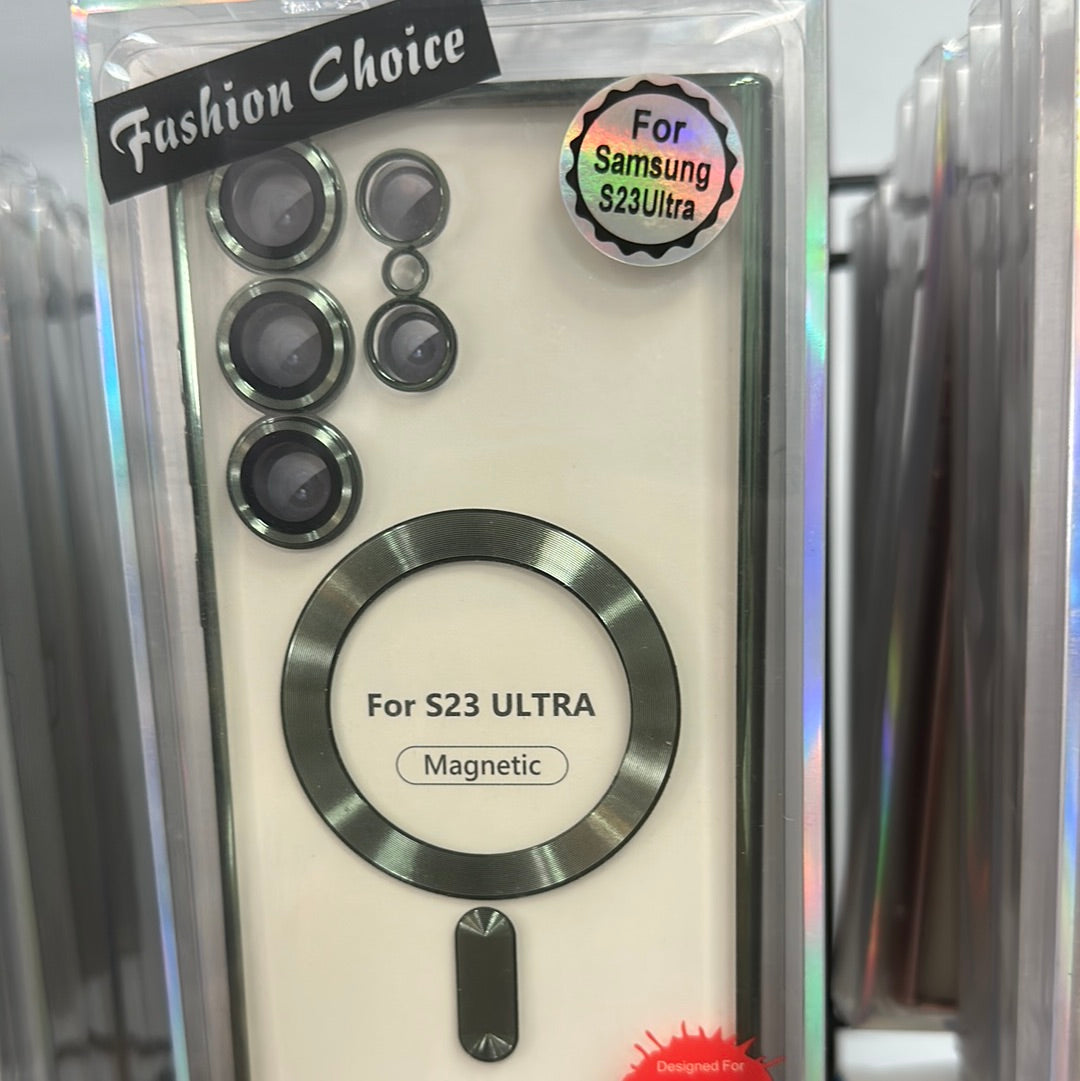 Fashion Choice
For
Samsung
S23Ultra
For S23 ULTRA
Magnetic
Designed For